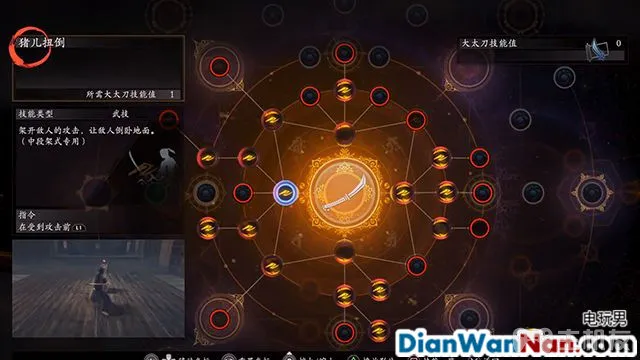 猪儿扭倒
所需大太刀技能值 1
技能类型 武技
架开敌人的攻击，让敌人倒卧地面。
（中段架式专用）
指令
在受到攻击前 L1
大太刀技能值 0
电玩男
DianWanNan.com